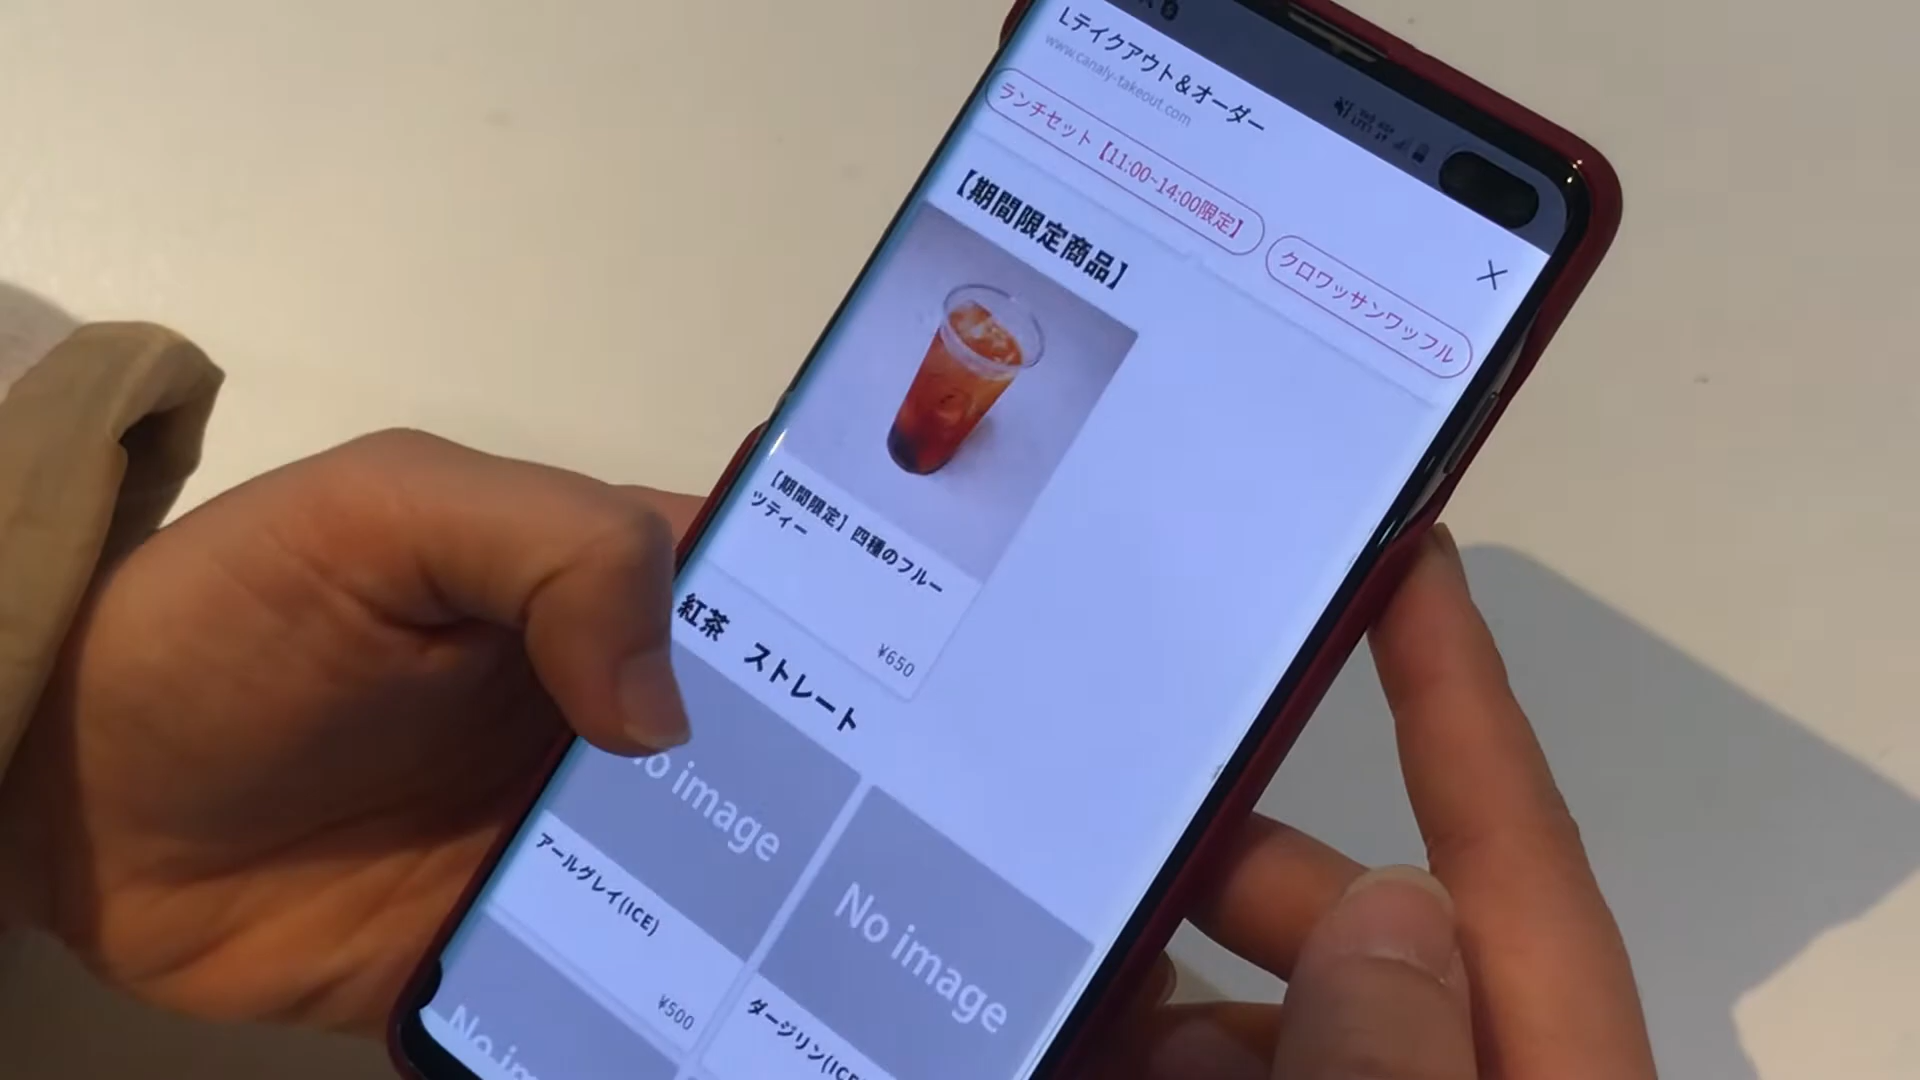 Lテイクアウト&オーダー
www.canaly-takeout.com
ランチセット【11:00~14:00限定】
クロワッサンワッフル
【期間限定商品】
【期間限定】四種のフルー
ツティー
¥650
紅茶 ストレート
No image
No image
アールグレイ(ICE)
¥500
ダージリン(ICE
No im